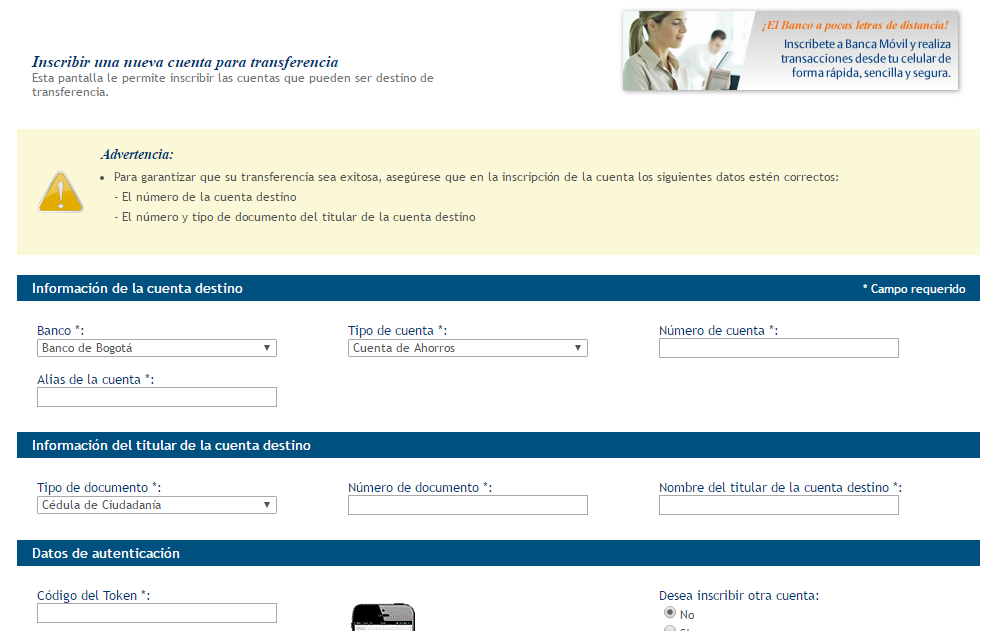 ¡El Banco a pocas letras de distancia!
Inscribete a Banca Móvil y realiza
transacciones desde tu celular de
forma rápida, sencilla y segura.
Inscribir una nueva cuenta para transferencia
Esta pantalla le permite inscribir las cuentas que pueden ser destino de
transferencia.
Advertencia:
• Para garantizar que su transferencia sea exitosa, asegúrese que en la inscripción de la cuenta los siguientes datos estén correctos:
- El número de la cuenta destino
- El número y tipo de documento del titular de la cuenta destino
Información de la cuenta destino * Campo requerido
Banco *: Tipo de cuenta *: Número de cuenta *:
Banco de Bogotá Cuenta de Ahorros
Alias de la cuenta *:
Información del titular de la cuenta destino
Tipo de documento *: Número de documento *: Nombre del titular de la cuenta destino *:
Cédula de Ciudadanía
Datos de autenticación
Código del Token *: Desea inscribir otra cuenta:
No